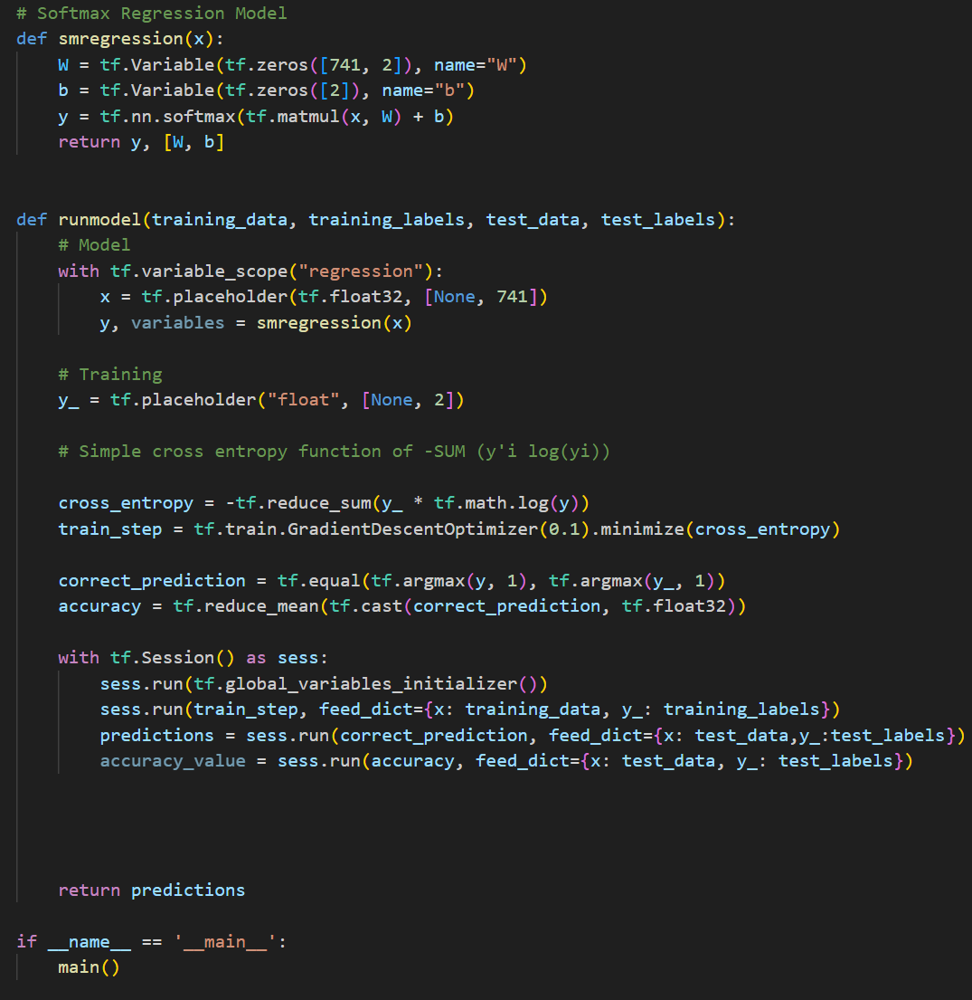 # Softmax Regression Model
def smregression(x):
    W = tf.Variable(tf.zeros([741, 2]), name="W")
    b = tf.Variable(tf.zeros([2]), name="b")
    y = tf.nn.softmax(tf.matmul(x, W) + b)
    return y, [W, b]
def runmodel(training_data, training_labels, test_data, test_labels):
    # Model
    with tf.variable_scope("regression"):
        x = tf.placeholder(tf.float32, [None, 741])
        y, variables = smregression(x)
    # Training
    y_ = tf.placeholder("float", [None, 2])
    # Simple cross entropy function of -SUM (y'i log(yi))
    cross_entropy = -tf.reduce_sum(y_ * tf.math.log(y))
    train_step = tf.train.GradientDescentOptimizer(0.1).minimize(cross_entropy)
    correct_prediction = tf.equal(tf.argmax(y, 1), tf.argmax(y_, 1))
    accuracy = tf.reduce_mean(tf.cast(correct_prediction, tf.float32))
    with tf.Session() as sess:
        sess.run(tf.global_variables_initializer())
        sess.run(train_step, feed_dict={x: training_data, y_: training_labels})
        predictions = sess.run(correct_prediction, feed_dict={x: test_data,y_:test_labels})
        accuracy_value = sess.run(accuracy, feed_dict={x: test_data, y_: test_labels})
    return predictions
if __name__ == '__main__':
    main()